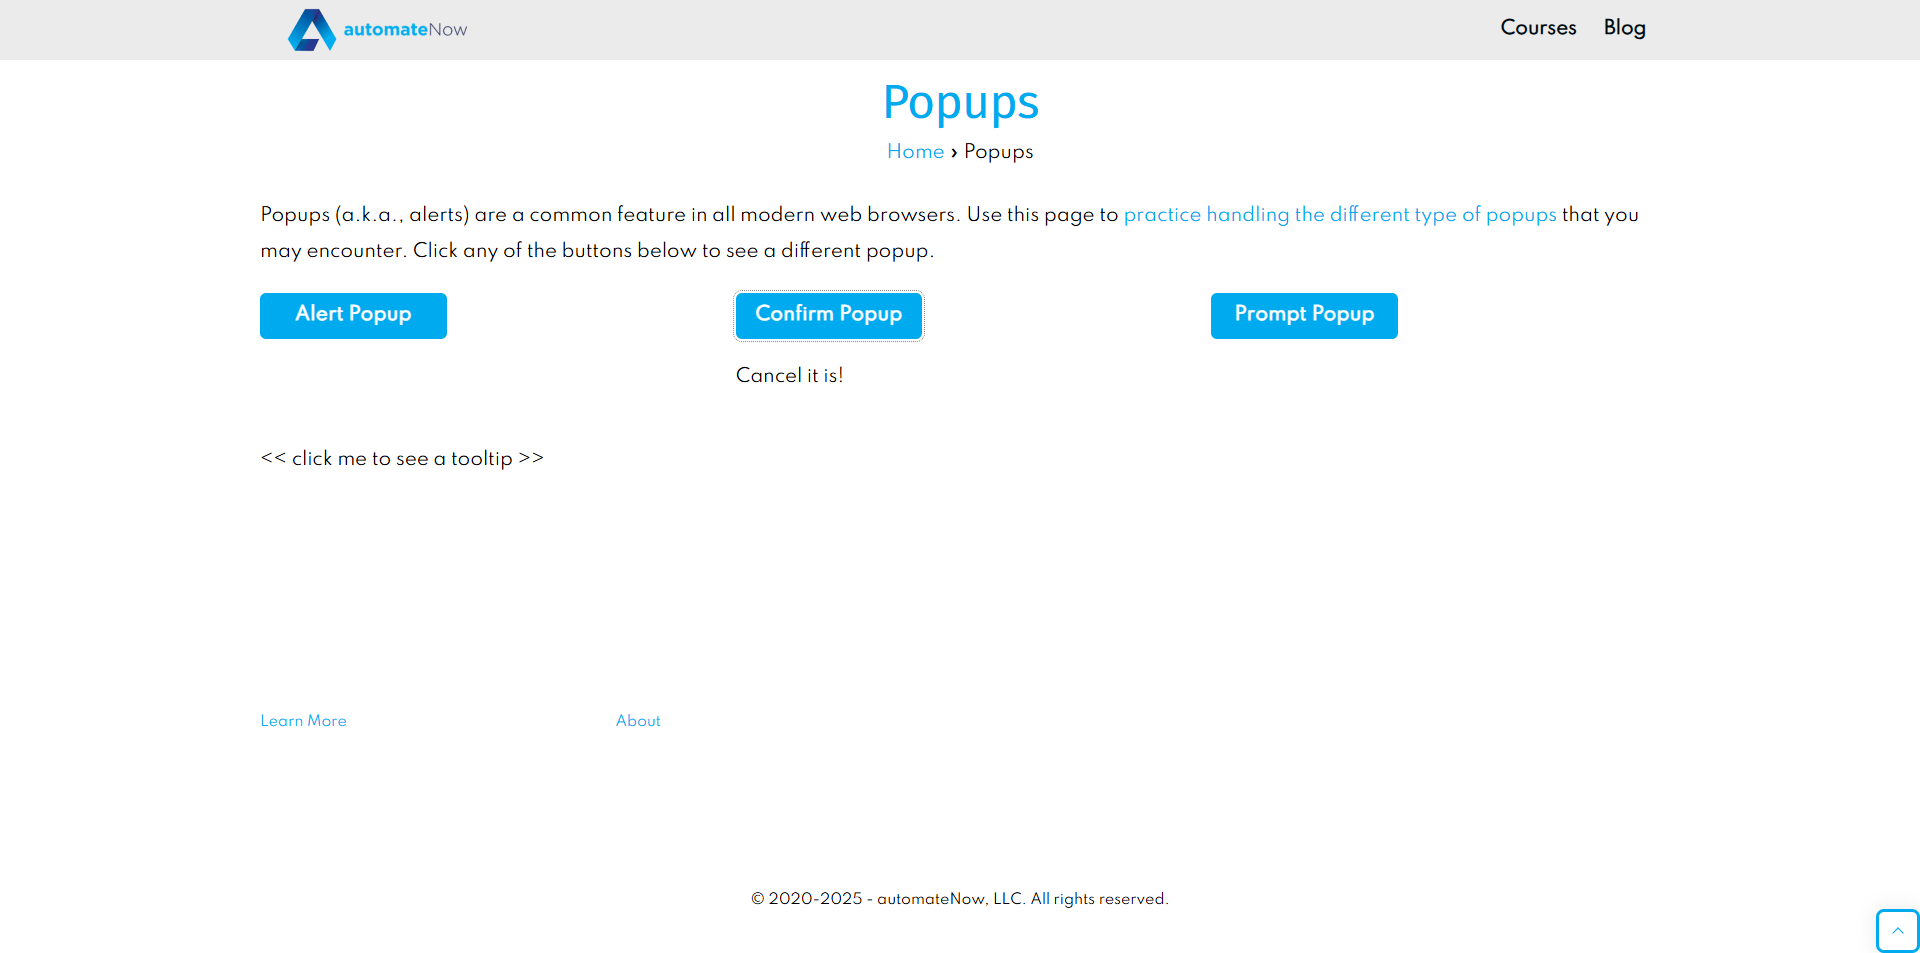 automateNow
Courses
Blog
Popups
Home › Popups
Popups (a.k.a., alerts) are a common feature in all modern web browsers. Use this page to practice handling the different type of popups that you
may encounter. Click any of the buttons below to see a different popup.
Alert Popup
Confirm Popup
Prompt Popup
Cancel it is!
<< click me to see a tooltip >>
Learn More
About
© 2020-2025 - automateNow, LLC. All rights reserved.